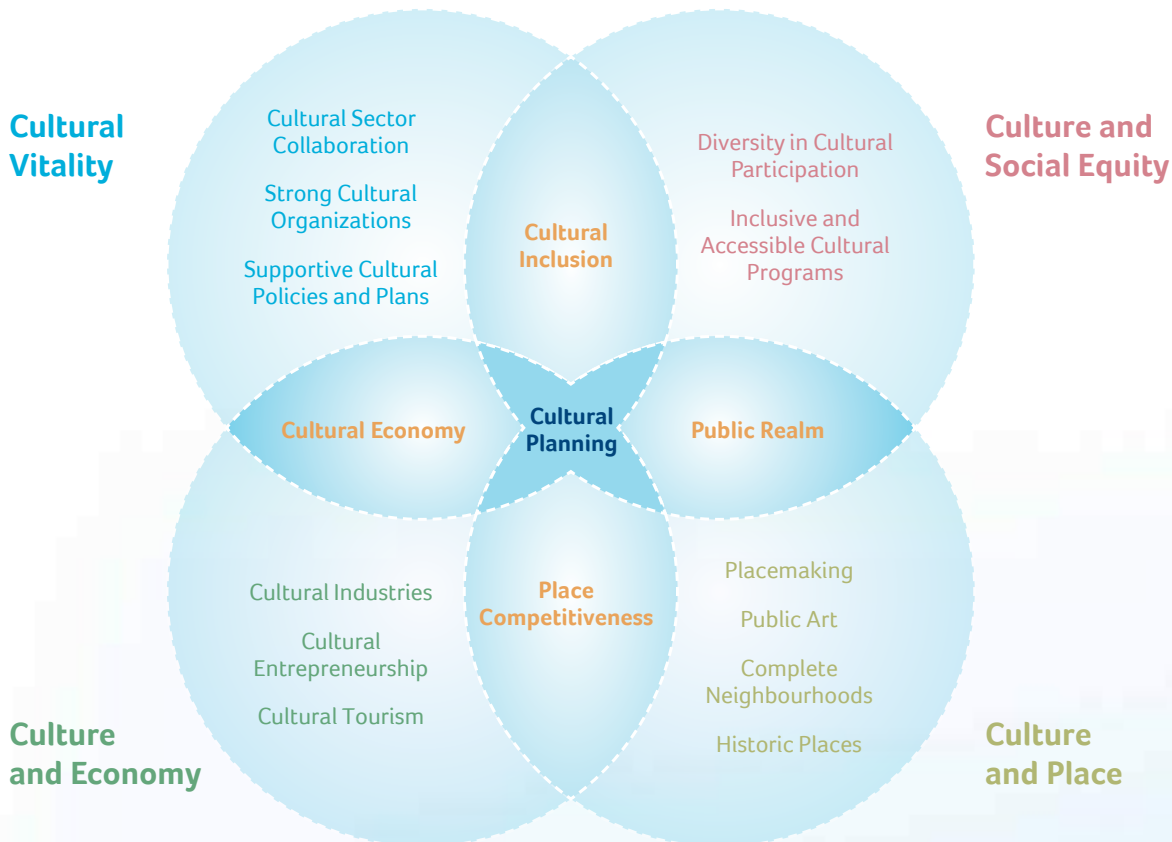 Cultural
Vitality
Cultural Sector
Collaboration
Strong Cultural
Organizations
Supportive Cultural
Policies and Plans
Cultural
Inclusion
Diversity in Cultural
Participation
Inclusive and
Accessible Cultural
Programs
Culture and
Social Equity
Cultural Economy
Cultural
Planning
Public Realm
Culture
and Economy
Cultural Industries
Cultural
Entrepreneurship
Cultural Tourism
Place
Competitiveness
Placemaking
Public Art
Complete
Neighbourhoods
Historic Places
Culture
and Place